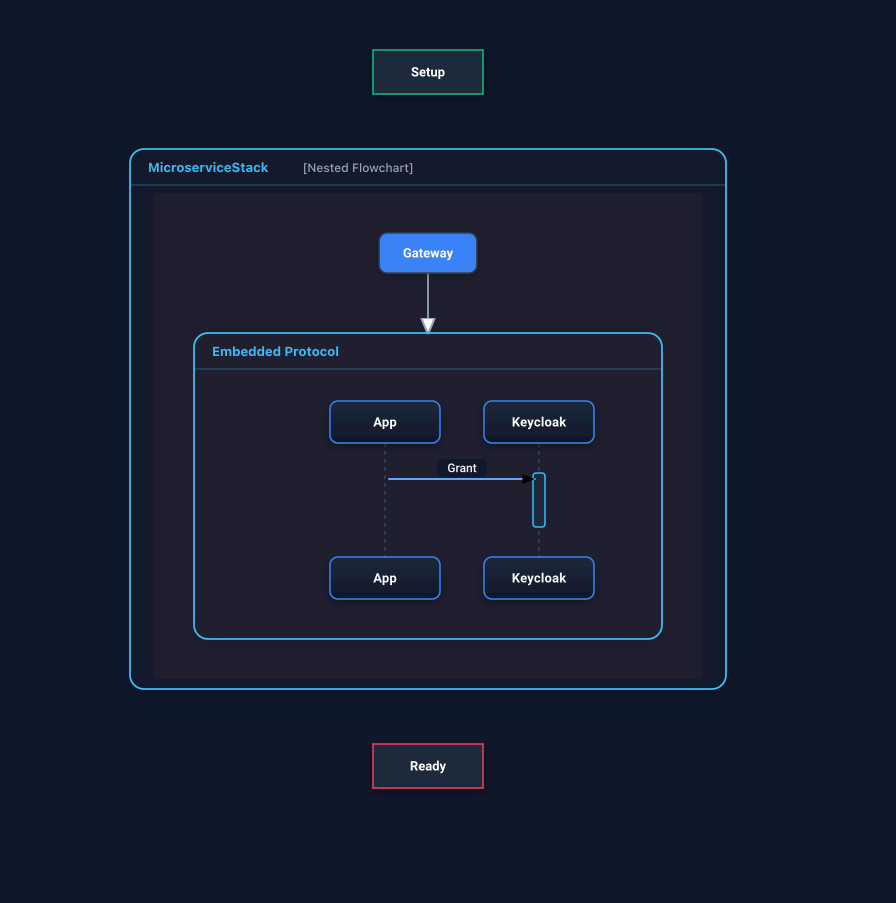 Setup
MicroserviceStack [Nested Flowchart]
Gateway
Embedded Protocol
App Keycloak
Grant
App Keycloak
Ready